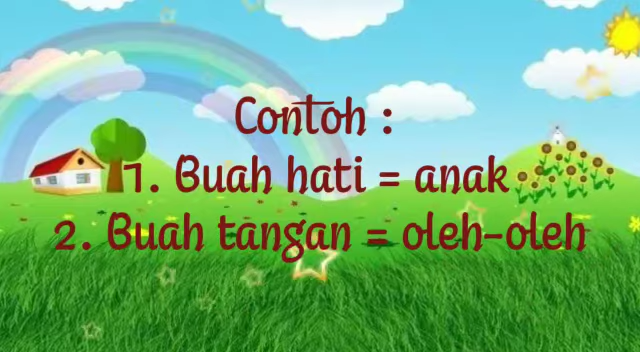 Contoh :
1. Buah hati = anak
2. Buah tangan = oleh-oleh